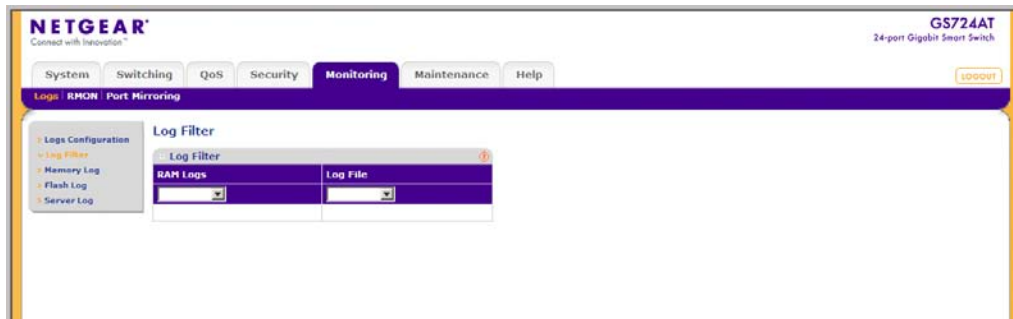 NETGEAR
Connect with Innovation™
GS724AT
24-port Gigabit Smart Switch
System Switching QoS Security Monitoring Maintenance Help
LOGOUT
Logs RMON Port Mirroring
Logs Configuration
Log Filter
Memory Log
Flash Log
Server Log
Log Filter
Log Filter
RAM Logs Log File